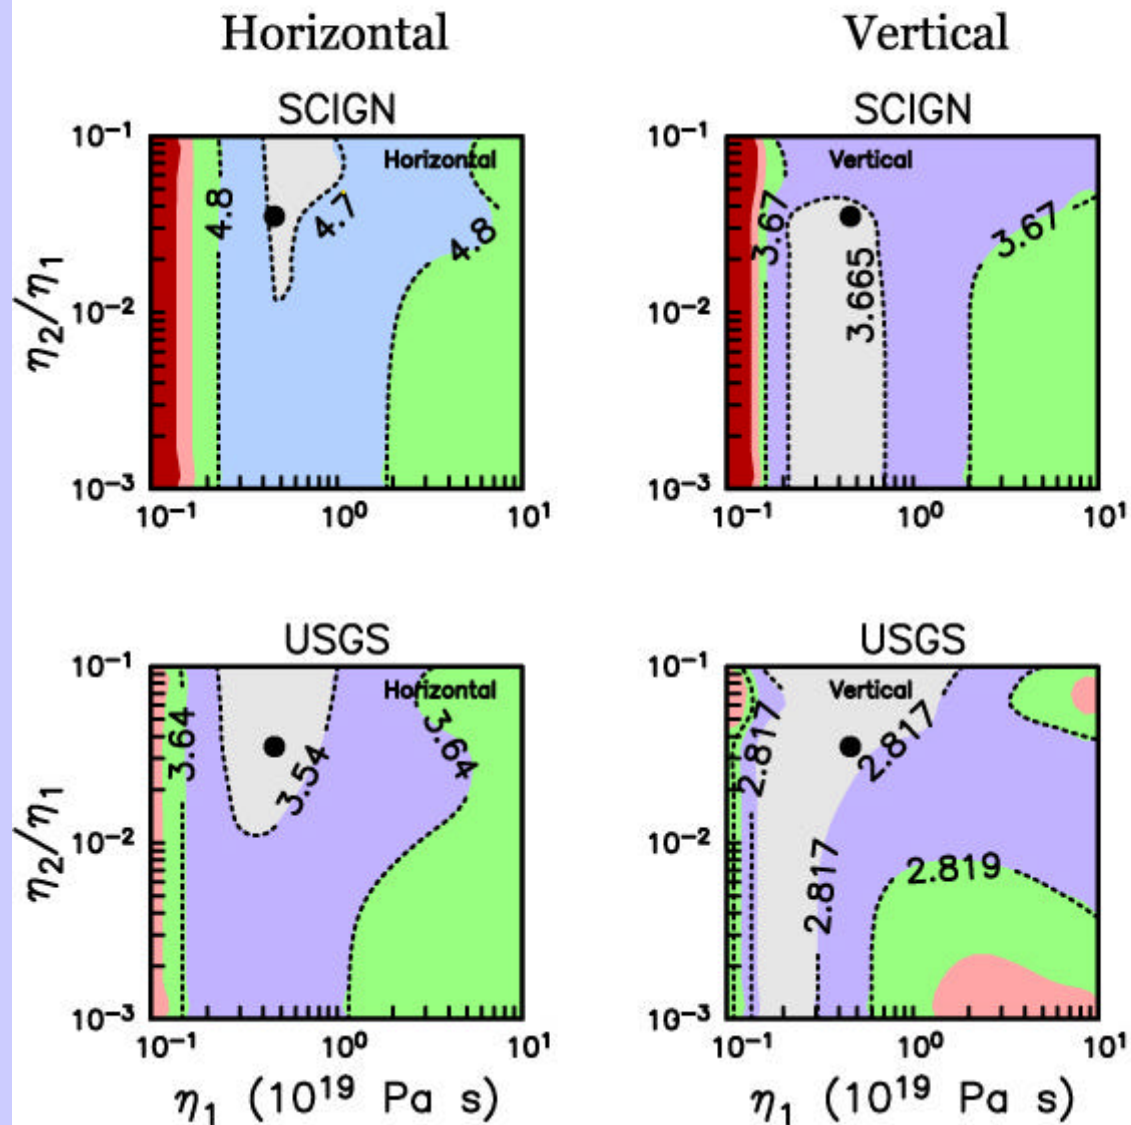 Horizontal Vertical
SCIGN SCIGN
10⁻¹ Horizontal 10⁻¹ Vertical
4.8 4.7 4.8 3.67 3.665 3.67
η₂/η₁ 10⁻² 10⁻²
10⁻³ 10⁻³
10⁻¹ 10⁰ 10¹ 10⁻¹ 10⁰ 10¹
USGS USGS
10⁻¹ Horizontal 10⁻¹ Vertical
3.64 3.54 3.64 2.817 2.817
η₂/η₁ 10⁻² 10⁻² 2.817 2.819
10⁻³ 10⁻³
10⁻¹ 10⁰ 10¹ 10⁻¹ 10⁰ 10¹
η₁ (10¹⁹ Pa s) η₁ (10¹⁹ Pa s)